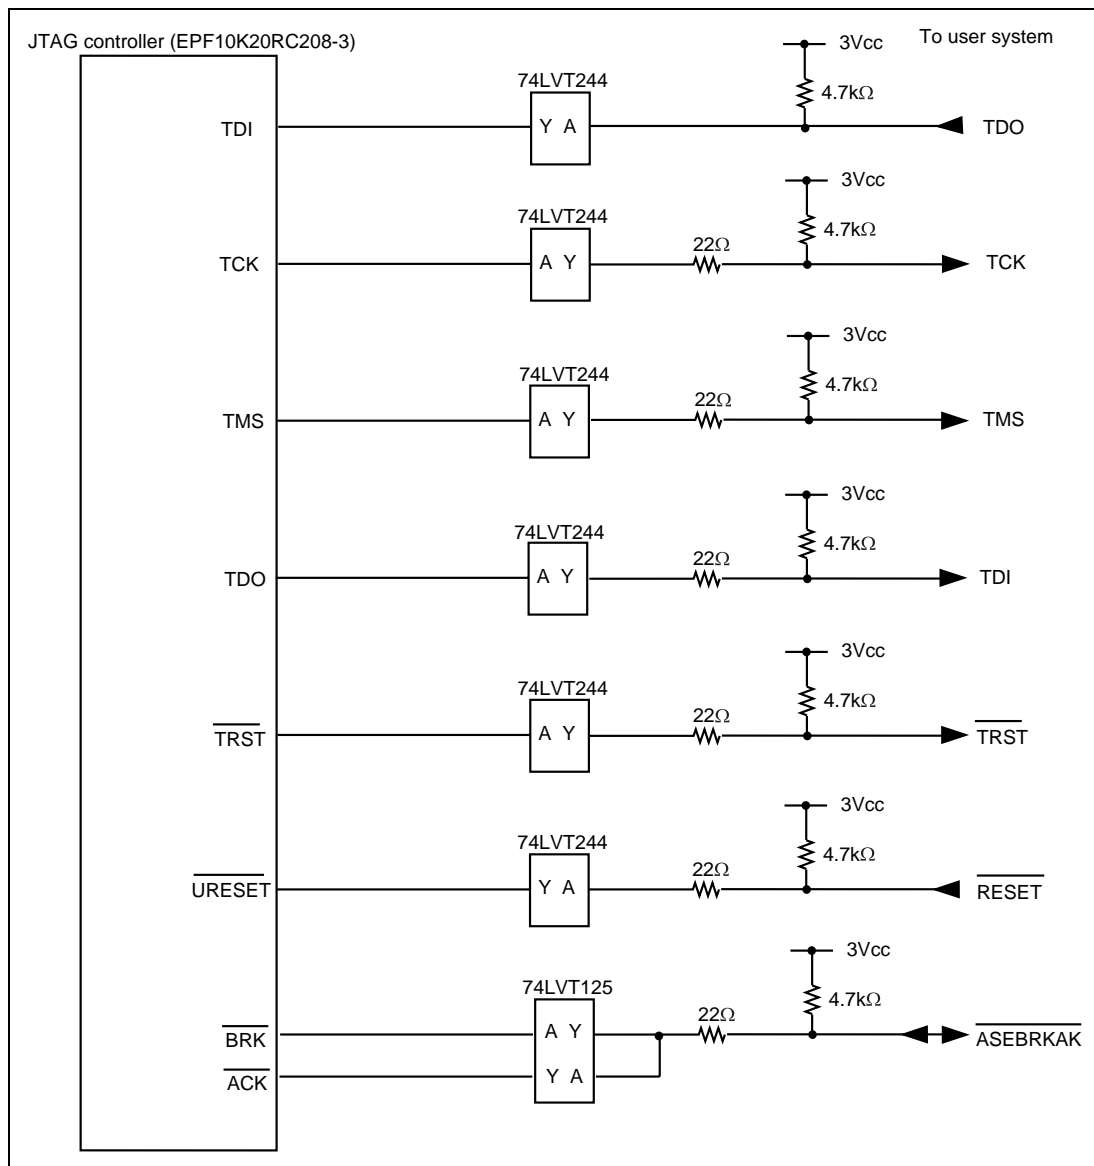 JTAG controller (EPF10K20RC208-3)
3Vcc
To user system
74LVT244
4.7kΩ
TDI
Y A
TDO
3Vcc
74LVT244
4.7kΩ
22Ω
TCK
A Y
TCK
3Vcc
74LVT244
4.7kΩ
22Ω
TMS
A Y
TMS
3Vcc
74LVT244
4.7kΩ
22Ω
TDO
A Y
TDI
3Vcc
74LVT244
4.7kΩ
22Ω
TRST
A Y
TRST
3Vcc
74LVT244
4.7kΩ
22Ω
URESET
Y A
RESET
3Vcc
74LVT125
4.7kΩ
22Ω
BRK
A Y
ASEBRKAK
ACK
Y A